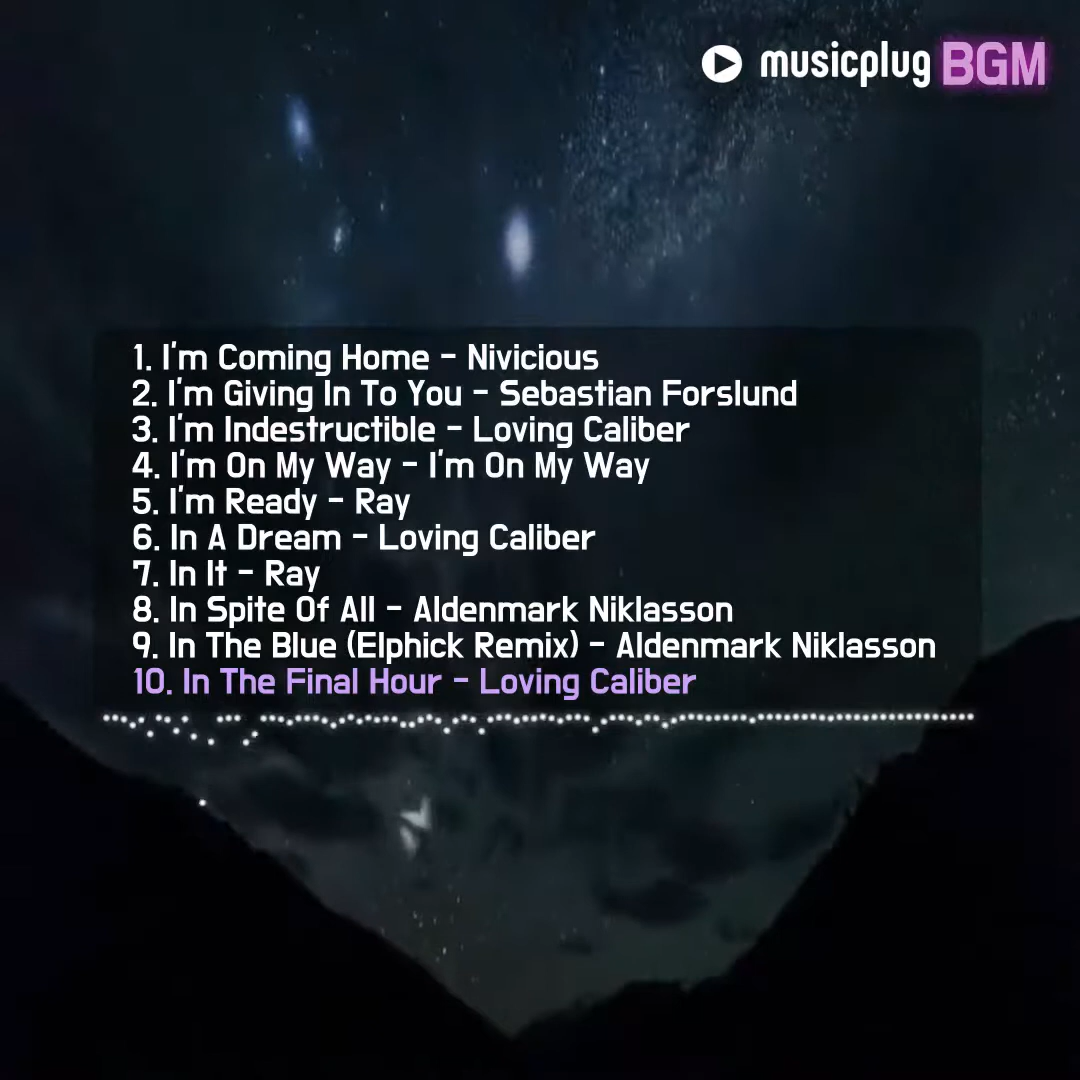 musicplug BGM
1. I'm Coming Home - Nivicious
2. I'm Giving In To You - Sebastian Forslund
3. I'm Indestructible - Loving Caliber
4. I'm On My Way - I'm On My Way
5. I'm Ready - Ray
6. In A Dream - Loving Caliber
7. In It - Ray
8. In Spite Of All - Aldenmark Niklasson
9. In The Blue (Elphick Remix) - Aldenmark Niklasson
10. In The Final Hour - Loving Caliber